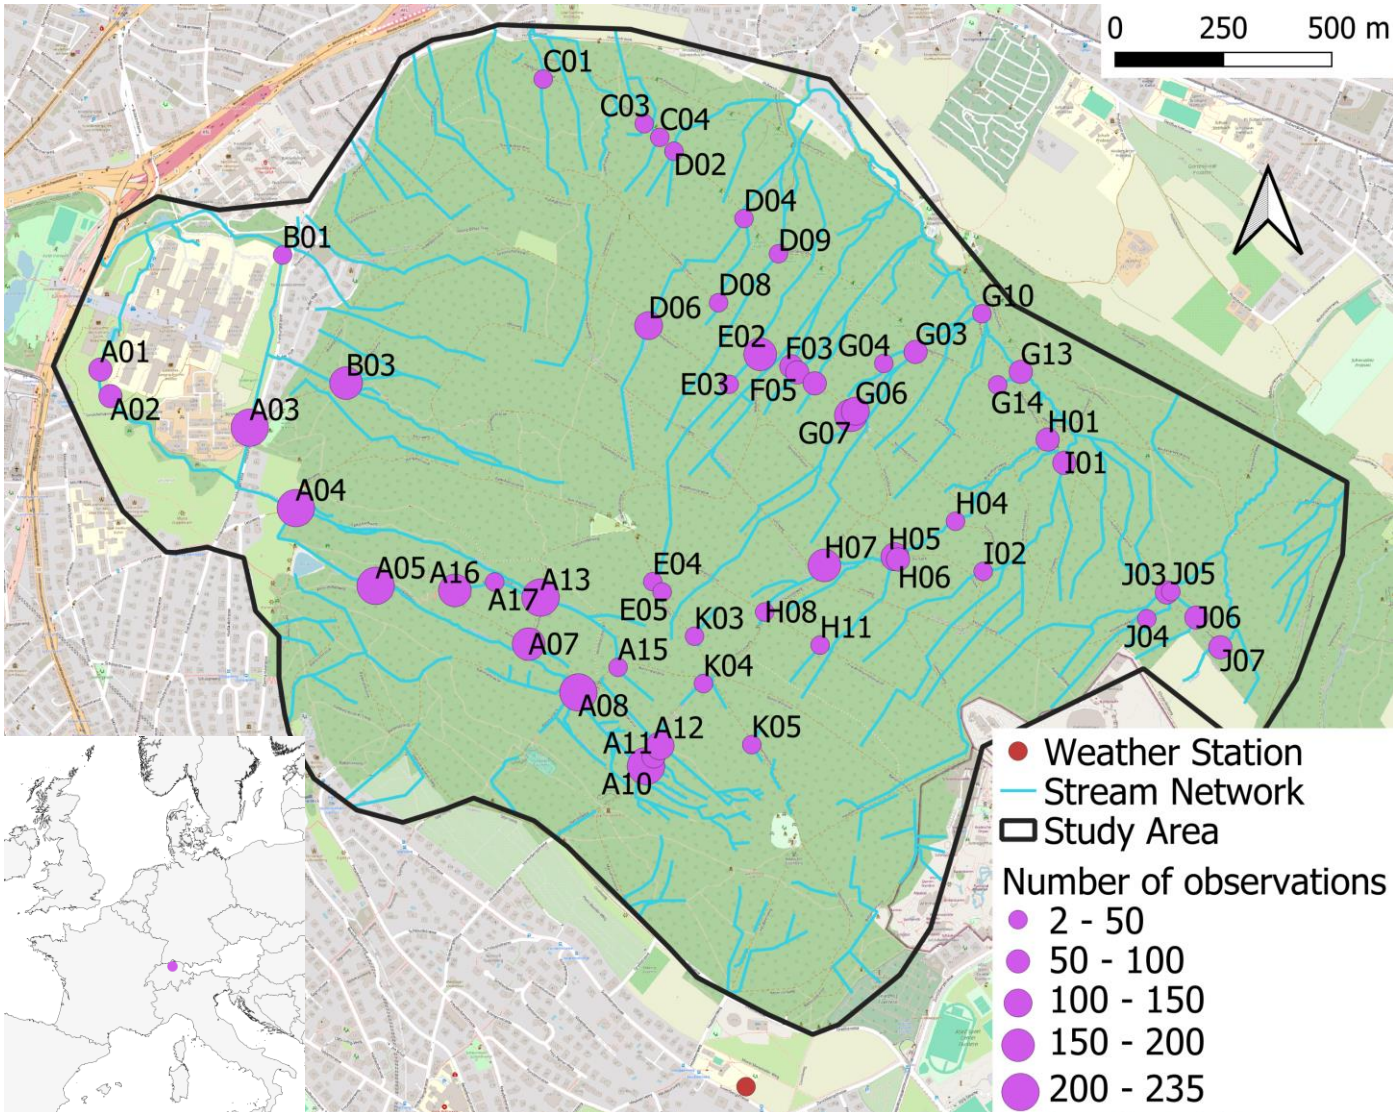 0 250 500 m
C01
C03
C04
D02
D04
B01
D09
D08
G10
D06
E02
F03
G04
G03
G13
A01
B03
E03
F05
G14
A02
A03
G06
G07
H01
I01
A04
H04
H07
H05
A05
A16
A13
E04
H06
I02
J03
J05
A17
E05
K03
H08
H11
J04
J06
A07
A15
K04
J07
A08
A12
A11
K05
A10
Weather Station
Stream Network
Study Area
Number of observations
2 - 50
50 - 100
100 - 150
150 - 200
200 - 235